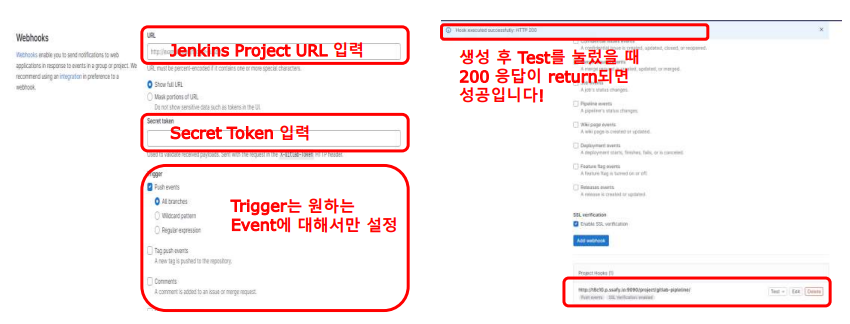 Webhooks
Webhooks enable you to send notifications to web
applications in response to events in a group or project. We
recommend using an integration in preference to a
webhook.
URL
Jenkins Project URL 입력
URL must be percent-encoded if it contains one or more special characters.
Show full URL
Mask portions of URL
Do not show sensitive data such as tokens in the UI.
Secret token
Secret Token 입력
Used to validate received payloads. Sent with the request in the X-Gitlab-Token HTTP header.
Trigger
Push events
All branches
Wildcard pattern
Regular expression
Trigger는 원하는
Event에 대해서만 설정
Tag push events
A new tag is pushed to the repository.
Comments
A comment is added to an issue or merge request.
Hook executed successfully: HTTP 200
생성 후 Test를 눌렀을 때
200 응답이 return되면
성공입니다!
A job's status changes.
Pipeline events
A pipeline's status changes.
Wiki page events
A wiki page is created or updated.
Deployment events
A deployment starts, finishes, fails, or is canceled.
Feature flag events
A feature flag is turned on or off.
Releases events
A release is created or updated.
SSL verification
Enable SSL verification
Add webhook
Project Hooks (1)
Push events SSL Verification: enabled
Test Edit Delete